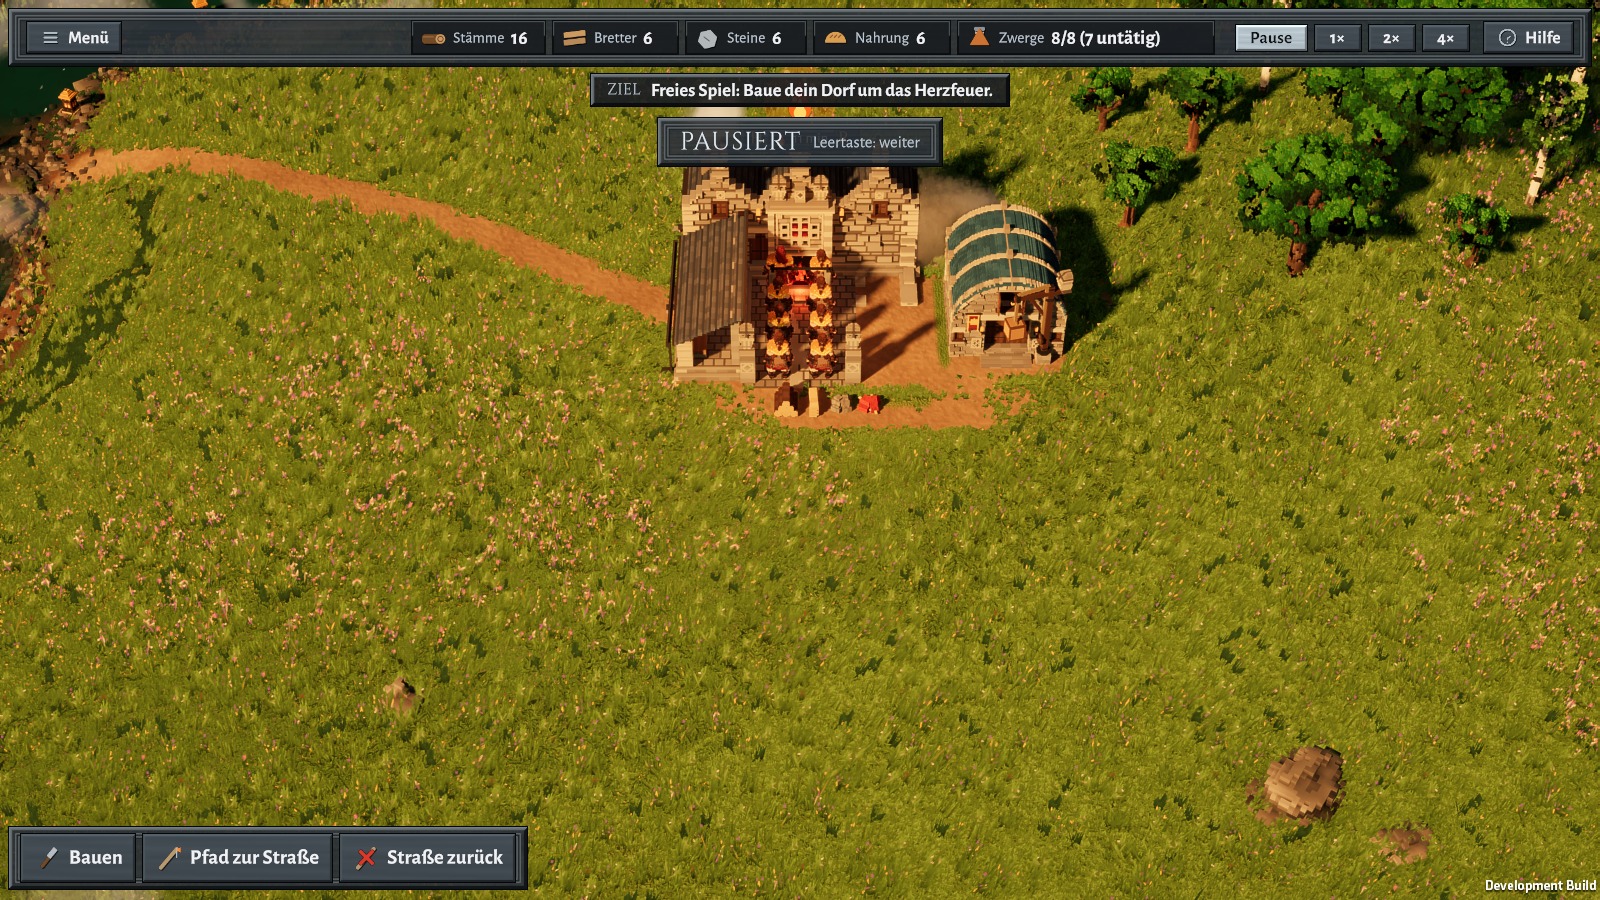 Menü
Stämme 16
Bretter 6
Steine 6
Nahrung 6
Zwerge 8/8 (7 untätig)
Pause
1×
2×
4×
Hilfe
ZIEL Freies Spiel: Baue dein Dorf um das Herzfeuer.
PAUSIERT Leertaste: weiter
Bauen
Pfad zur Straße
Straße zurück
Development Build